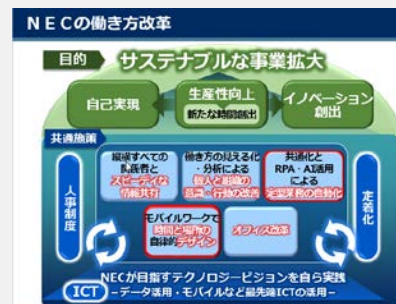 NECの働き方改革
目的
サステナブルな事業拡大
自己実現
生産性向上
新たな時間創出
イノベーション
創出
共通施策
人事制度
縦横すべての
関係者と
スピーディな
情報共有
働き方の見える化
・分析による
個人と組織の
意識・行動の改善
共通化と
RPA・AI活用
による
定型業務の自動化
定着化
モバイルワークで
時間と場所の
自律的デザイン
オフィス改革
NECが目指すテクノロジービジョンを自ら実践
ICT
−データ活用・モバイルなど最先端ICTの活用−